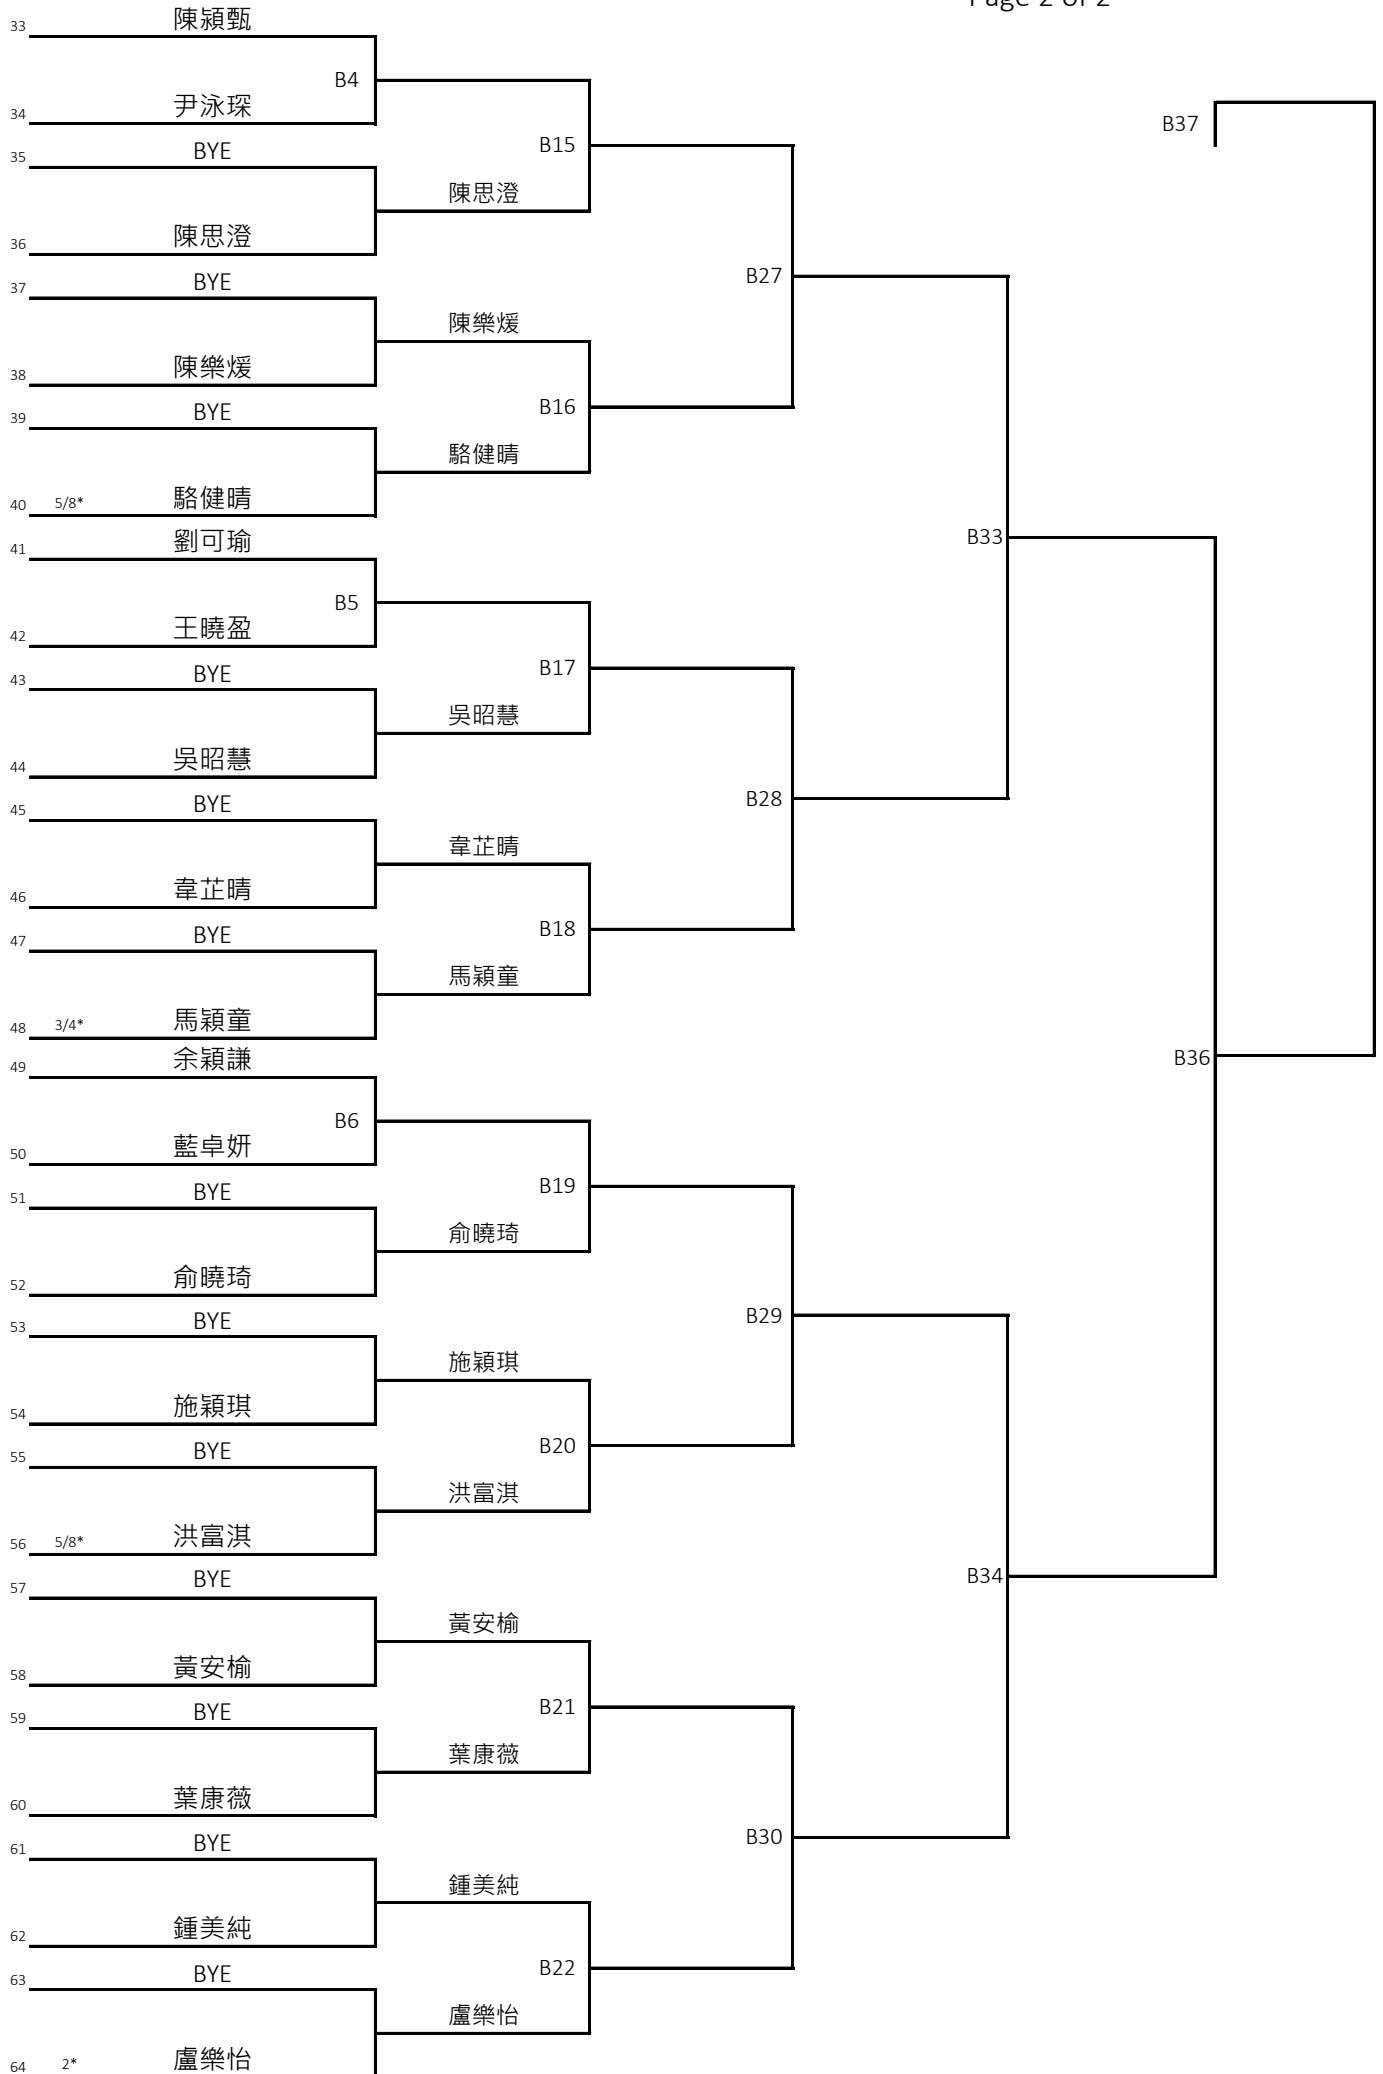 Page 2 of 2
33 陳潁甄
B4
34 尹泳琛
35 BYE
B15
陳思澄
36 陳思澄
37 BYE
B27
陳樂煖
38 陳樂煖
39 BYE
B16
駱健晴
40 5/8* 駱健晴
41 劉可瑜
B33
B5
42 王曉盈
43 BYE
B17
吳昭慧
44 吳昭慧
45 BYE
B28
韋芷晴
46 韋芷晴
47 BYE
B18
馬穎童
48 3/4* 馬穎童
49 余穎謙
B36
B37
B6
50 藍卓妍
51 BYE
B19
俞曉琦
52 俞曉琦
53 BYE
B29
施穎琪
54 施穎琪
55 BYE
B20
洪富淇
56 5/8* 洪富淇
57 BYE
B34
黃安榆
58 黃安榆
59 BYE
B21
葉康薇
60 葉康薇
61 BYE
B30
鍾美純
62 鍾美純
63 BYE
B22
盧樂怡
64 2* 盧樂怡